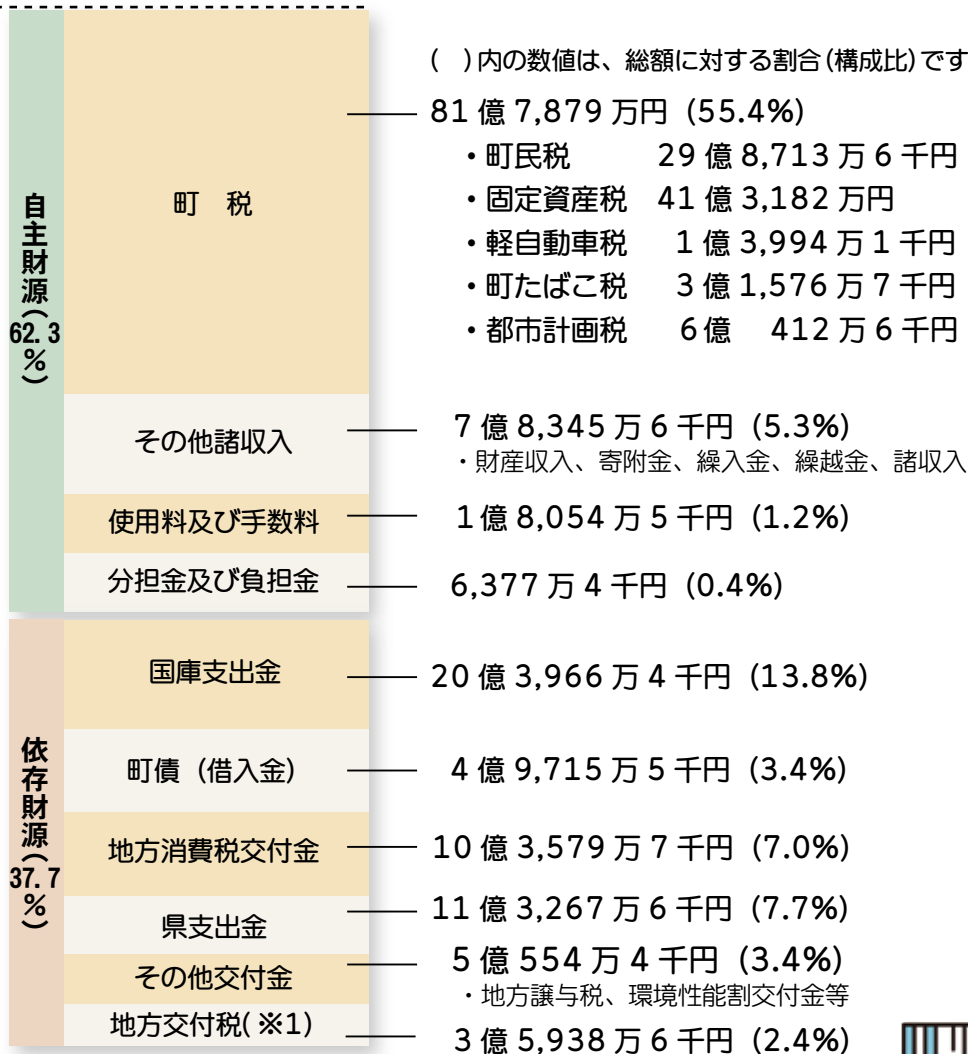 ( )内の数値は、総額に対する割合(構成比)です
自主財源(62.3%)
町 税
81億7,879万円 (55.4%)
・町民税 29億8,713万6千円
・固定資産税 41億3,182万円
・軽自動車税 1億3,994万1千円
・町たばこ税 3億1,576万7千円
・都市計画税 6億 412万6千円
その他諸収入
7億8,345万6千円 (5.3%)
・財産収入、寄附金、繰入金、繰越金、諸収入
使用料及び手数料
1億8,054万5千円 (1.2%)
分担金及び負担金
6,377万4千円 (0.4%)
依存財源(37.7%)
国庫支出金
20億3,966万4千円 (13.8%)
町債 (借入金)
4億9,715万5千円 (3.4%)
地方消費税交付金
10億3,579万7千円 (7.0%)
県支出金
11億3,267万6千円 (7.7%)
その他交付金
5億554万4千円 (3.4%)
・地方譲与税、環境性能割交付金等
地方交付税(※1)
3億5,938万6千円 (2.4%)